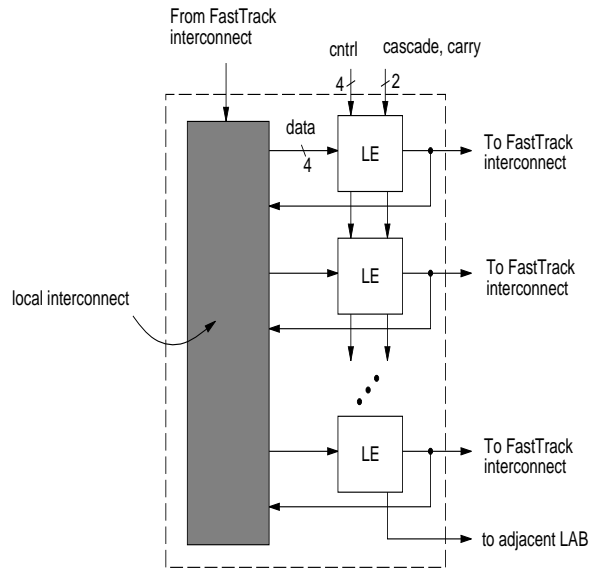 From FastTrack
interconnect
cntrl
cascade, carry
4
2
data
4
LE
To FastTrack
interconnect
LE
To FastTrack
interconnect
local interconnect
LE
To FastTrack
interconnect
to adjacent LAB